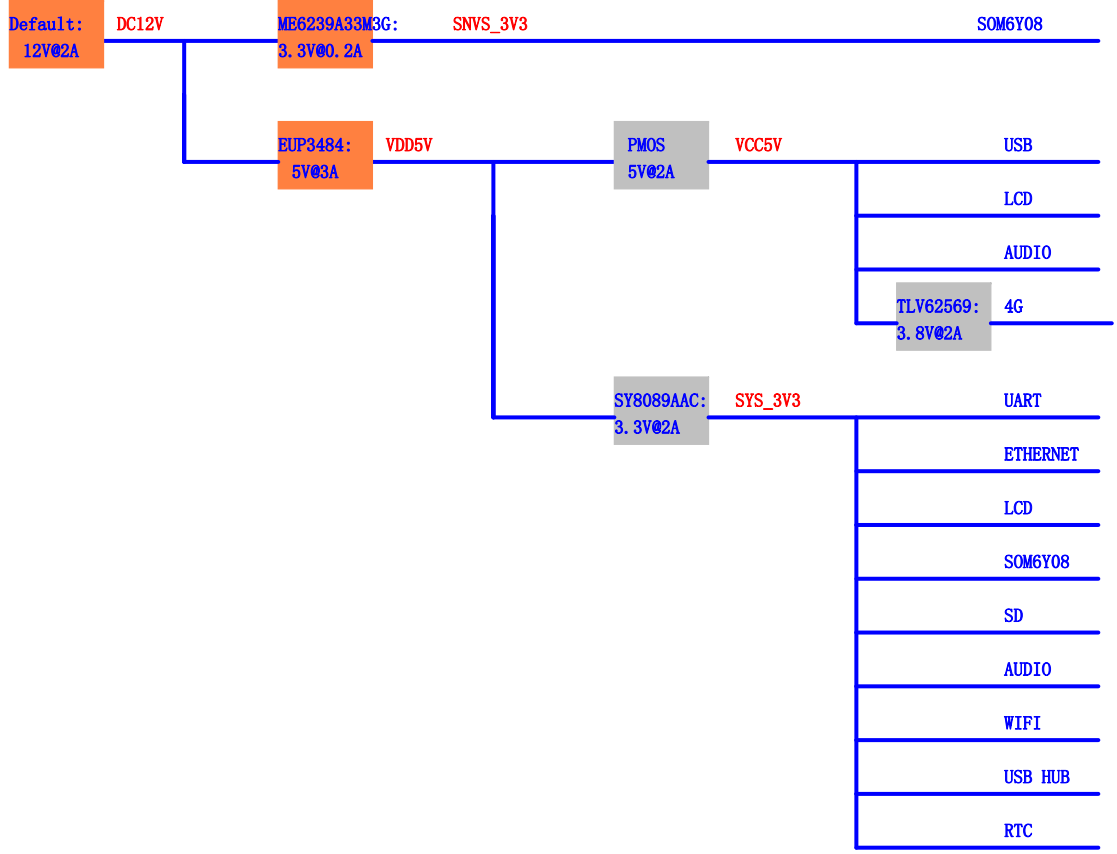 Default: DC12V ME6239A33M3G: SNVS_3V3 SOM6Y08
12V@2A 3.3V@0.2A
EUP3484: VDD5V PMOS VCC5V USB
5V@3A 5V@2A
LCD
AUDIO
TLV62569: 4G
3.8V@2A
SY8089AAC: SYS_3V3 UART
3.3V@2A
ETHERNET
LCD
SOM6Y08
SD
AUDIO
WIFI
USB HUB
RTC